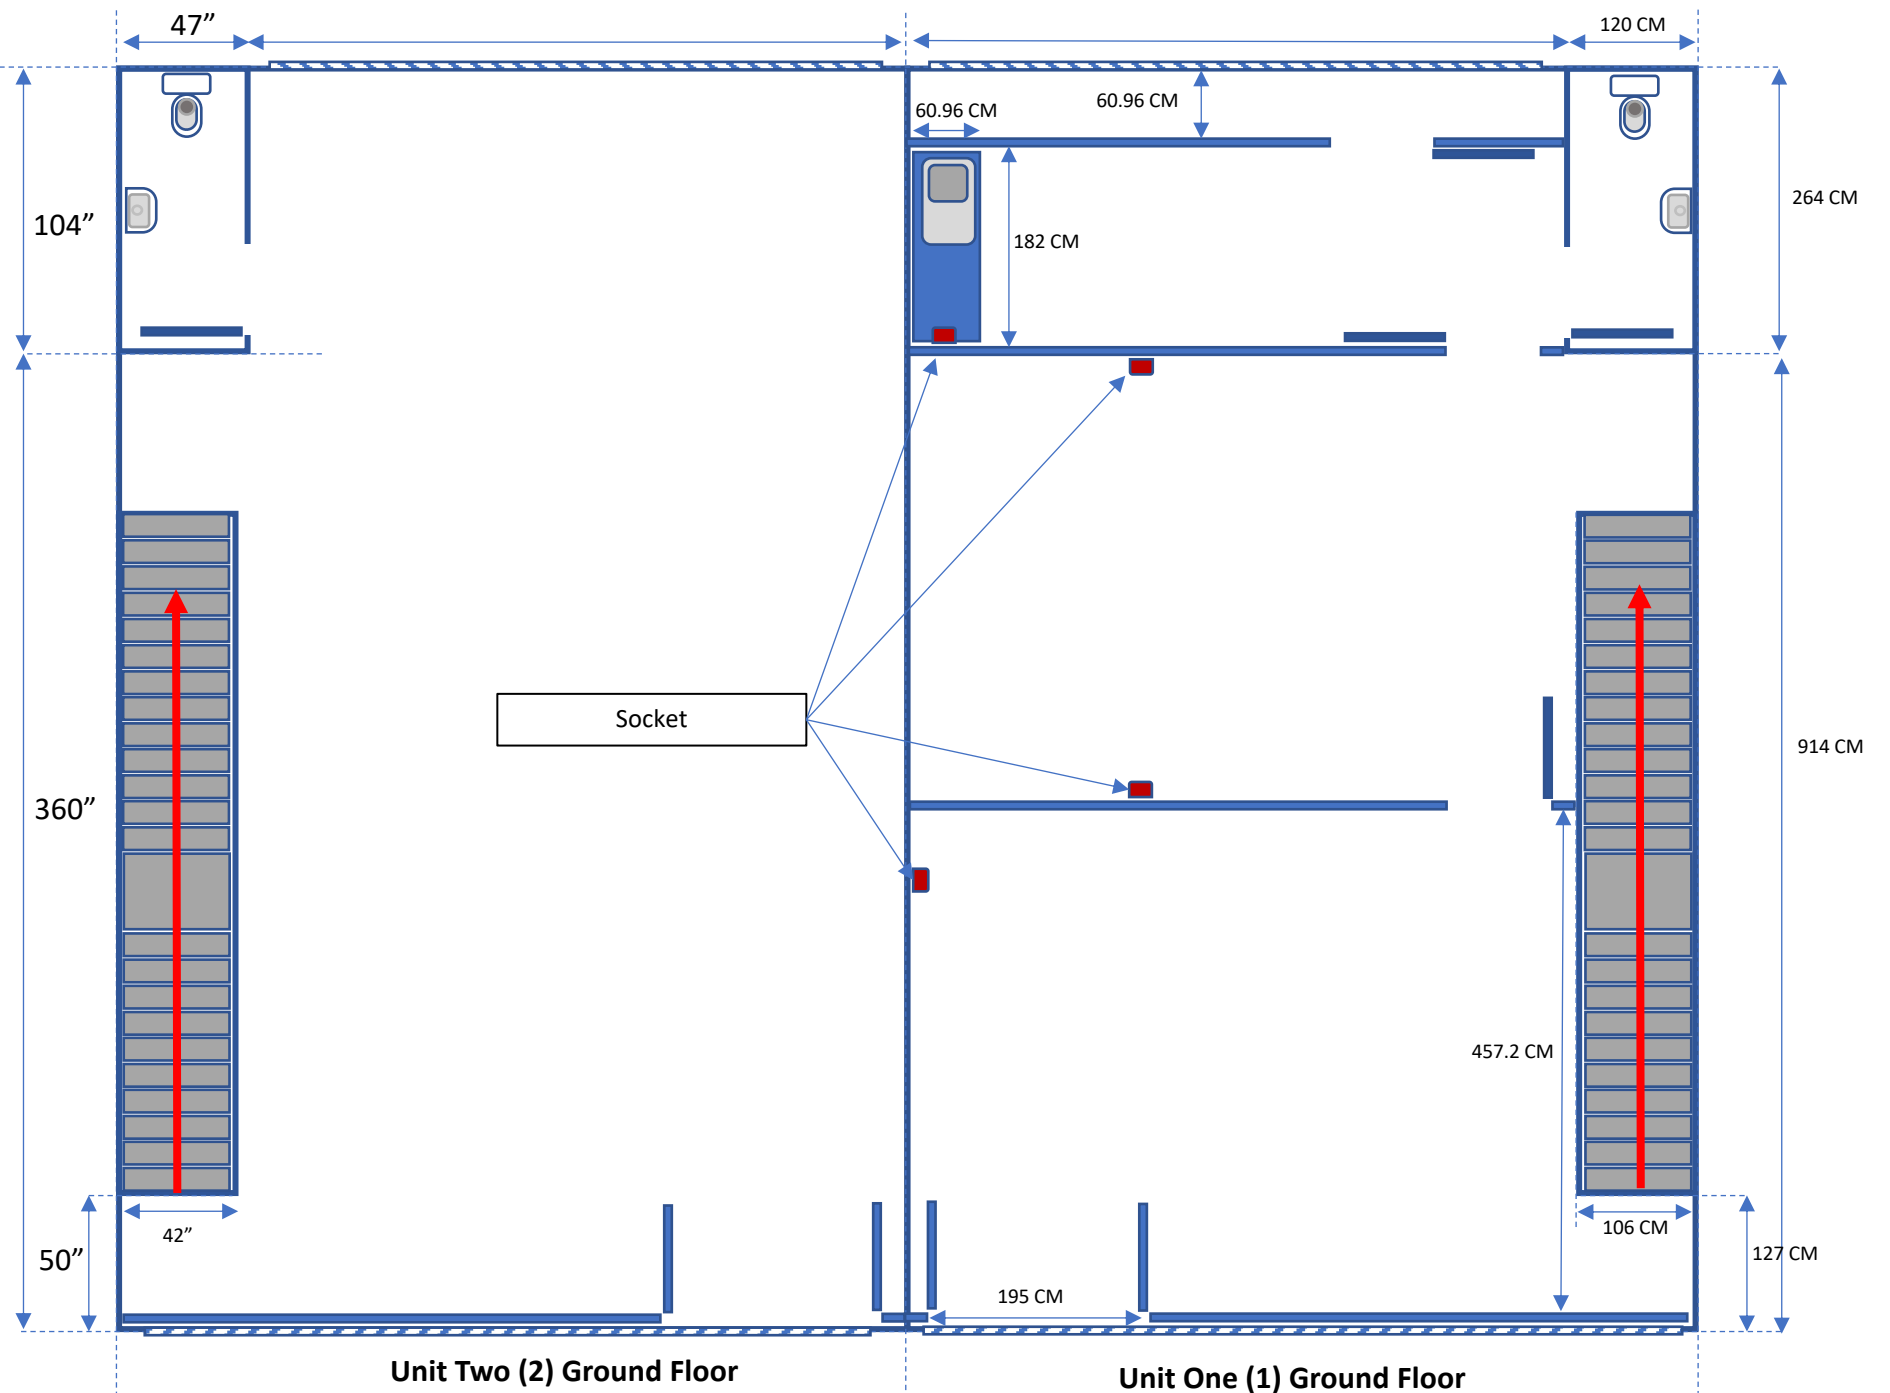 47”
120 CM
60.96 CM
60.96 CM
104”
264 CM
182 CM
Socket
914 CM
360”
457.2 CM
42”
106 CM
50”
127 CM
195 CM
Unit Two (2) Ground Floor
Unit One (1) Ground Floor